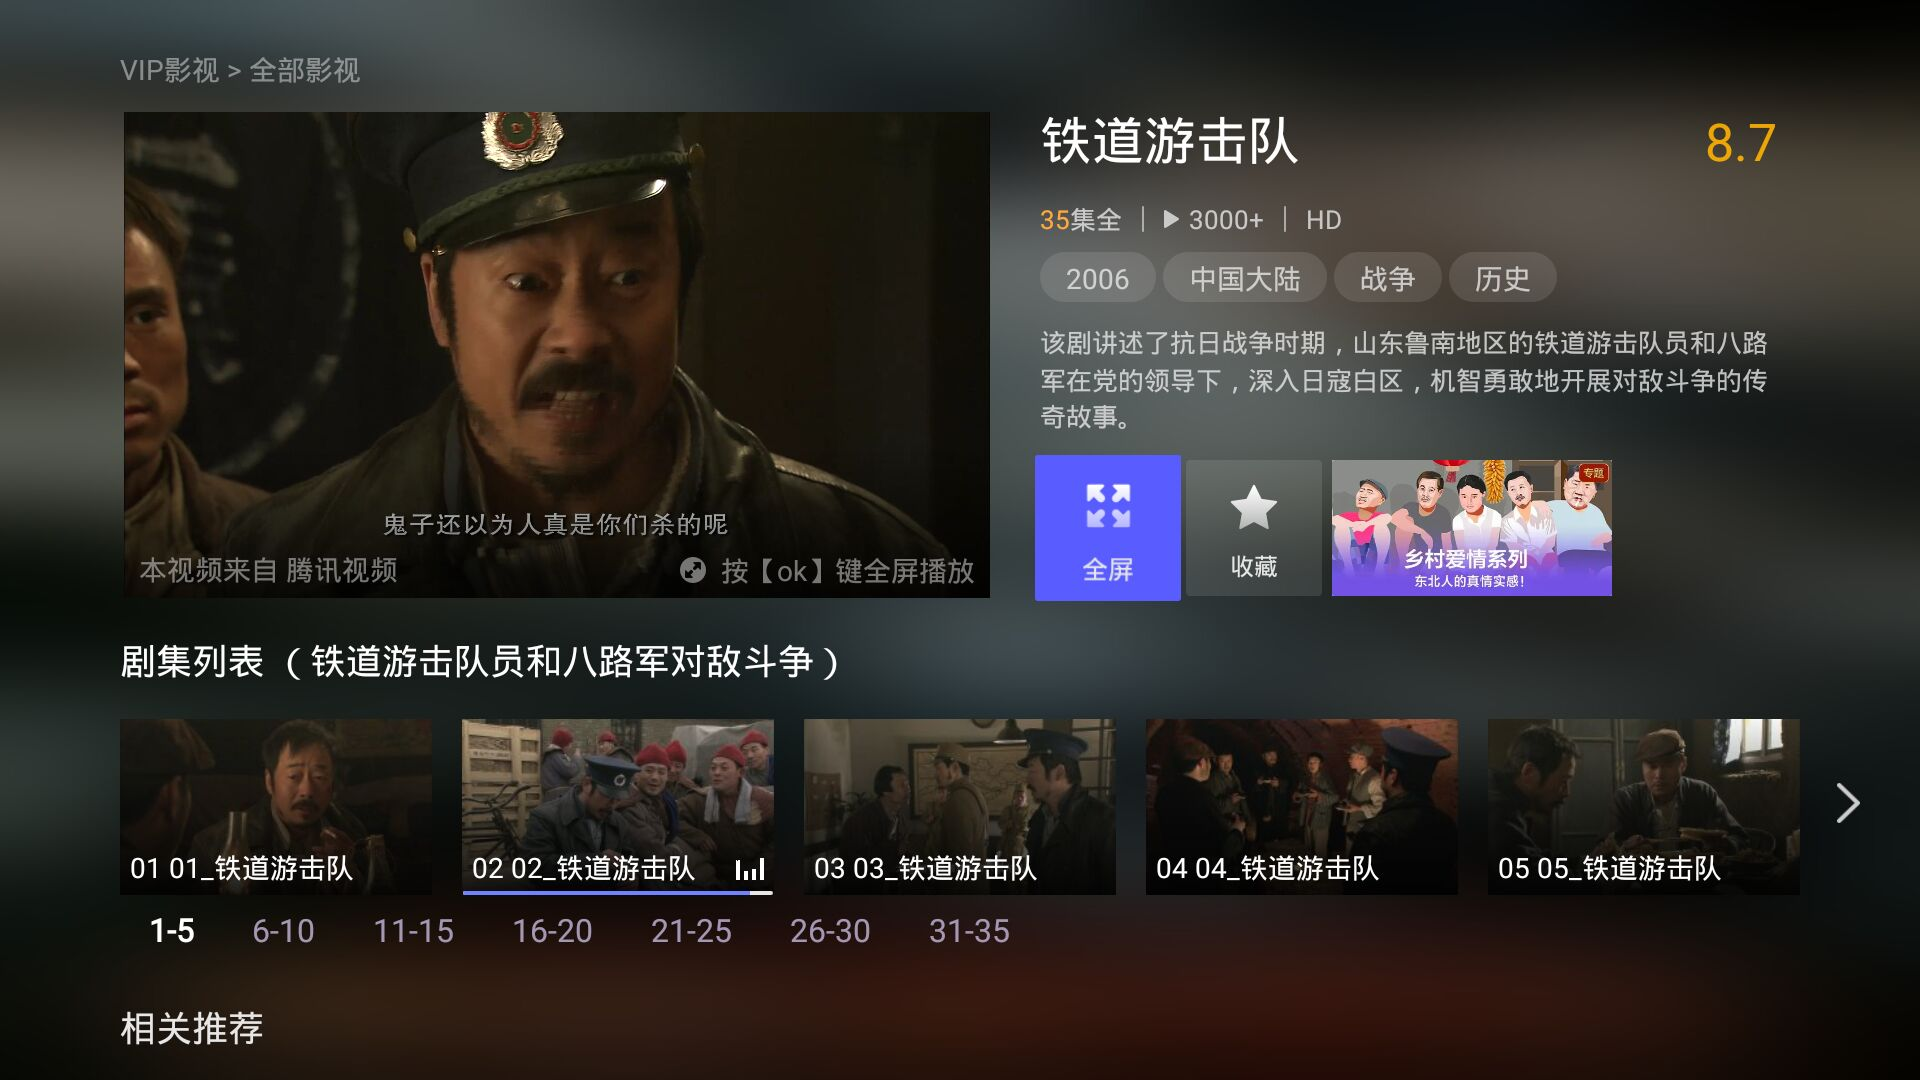 VIP影视 > 全部影视
鬼子还以为人真是你们杀的呢
本视频来自 腾讯视频
按【ok】键全屏播放
铁道游击队
8.7
35集全 | 3000+ | HD
2006 中国大陆 战争 历史
该剧讲述了抗日战争时期，山东鲁南地区的铁道游击队员和八路
军在党的领导下，深入日寇白区，机智勇敢地开展对敌斗争的传
奇故事。
全屏
收藏
专题
乡村爱情系列
东北人的真情实感！
剧集列表 （铁道游击队员和八路军对敌斗争）
01 01_铁道游击队
02 02_铁道游击队
03 03_铁道游击队
04 04_铁道游击队
05 05_铁道游击队
1-5 6-10 11-15 16-20 21-25 26-30 31-35
相关推荐